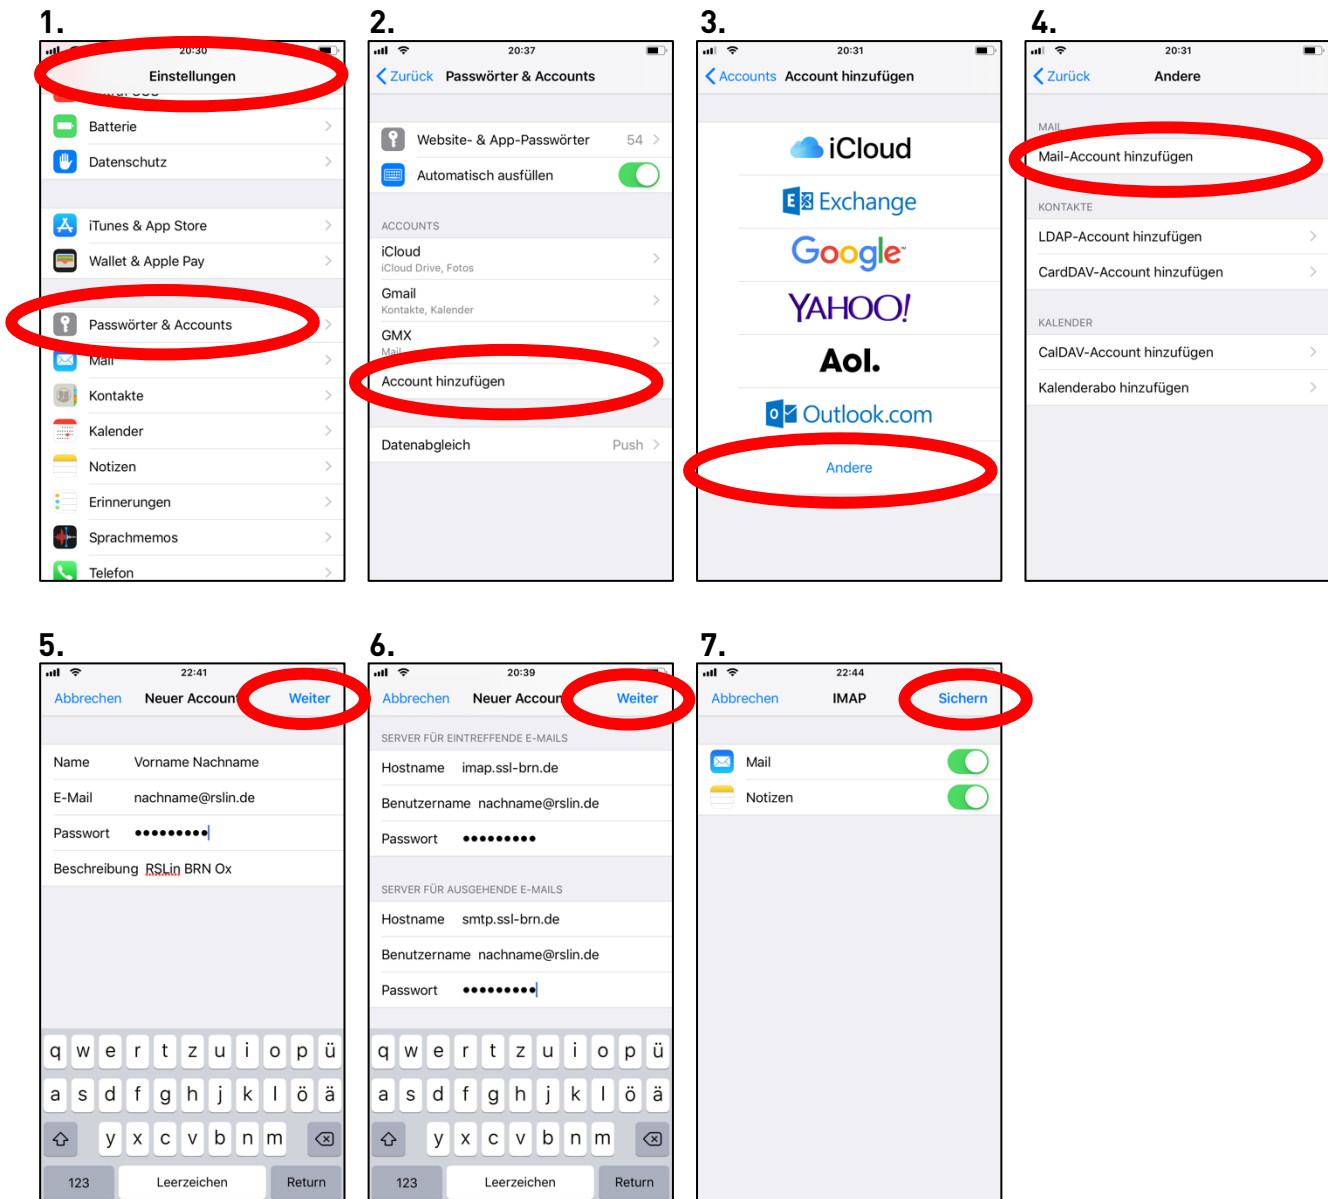 1.
20:30
Einstellungen
Batterie
Datenschutz
iTunes & App Store
Wallet & Apple Pay
Passwörter & Accounts
Mail
Kontakte
Kalender
Notizen
Erinnerungen
Sprachmemos
Telefon
2.
20:37
Zurück Passwörter & Accounts
Website- & App-Passwörter 54
Automatisch ausfüllen
ACCOUNTS
iCloud
iCloud Drive, Fotos
Gmail
Kontakte, Kalender
GMX
Mail
Account hinzufügen
Datenabgleich Push
3.
20:31
Accounts Account hinzufügen
iCloud
E Exchange
Google
YAHOO!
Aol.
Outlook.com
Andere
4.
20:31
Zurück Andere
MAIL
Mail-Account hinzufügen
KONTAKTE
LDAP-Account hinzufügen
CardDAV-Account hinzufügen
KALENDER
CalDAV-Account hinzufügen
Kalenderabo hinzufügen
5.
22:41
Abbrechen Neuer Account Weiter
Name Vorname Nachname
E-Mail nachname@rslin.de
Passwort •••••••••
Beschreibung RSLin BRN Ox
q w e r t z u i o p ü
a s d f g h j k l ö ä
y x c v b n m
123 Leerzeichen Return
6.
20:39
Abbrechen Neuer Accoun Weiter
SERVER FÜR EINTREFFENDE E-MAILS
Hostname imap.ssl-brn.de
Benutzername nachname@rslin.de
Passwort •••••••••
SERVER FÜR AUSGEHENDE E-MAILS
Hostname smtp.ssl-brn.de
Benutzername nachname@rslin.de
Passwort •••••••••
q w e r t z u i o p ü
a s d f g h j k l ö ä
y x c v b n m
123 Leerzeichen Return
7.
22:44
Abbrechen IMAP Sichern
Mail
Notizen